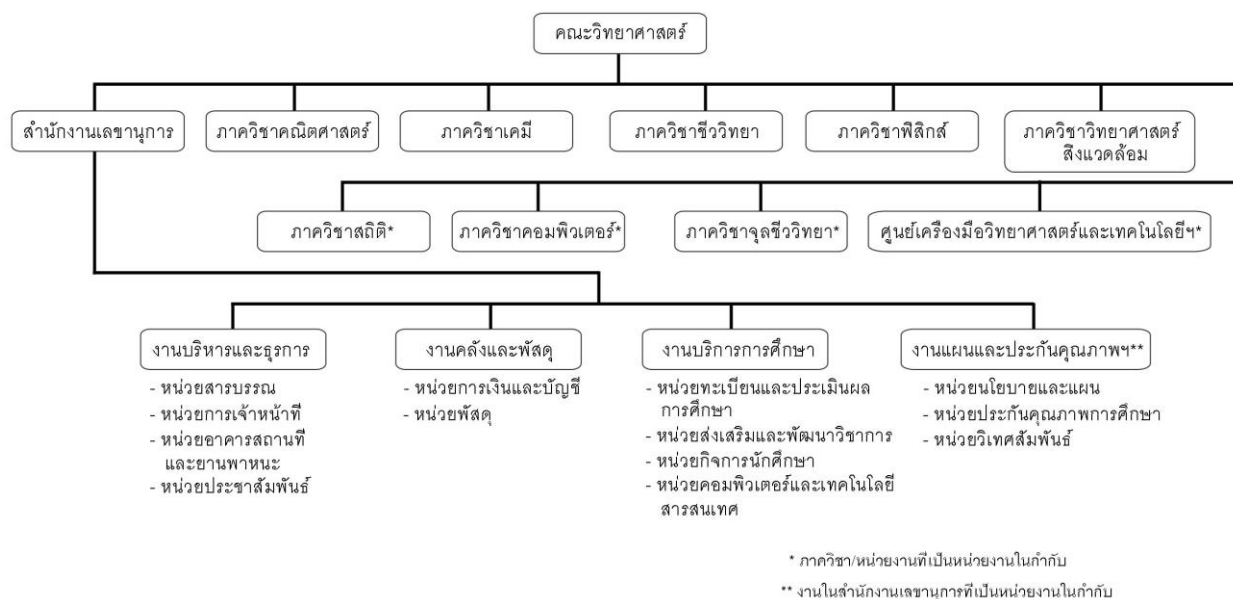 คณะวิทยาศาสตร์
สำนักงานเลขานุการ
ภาควิชาคณิตศาสตร์
ภาควิชาเคมี
ภาควิชาชีววิทยา
ภาควิชาฟิสิกส์
ภาควิชาวิทยาศาสตร์
สิ่งแวดล้อม
ภาควิชาสถิติ*
ภาควิชาคอมพิวเตอร์*
ภาควิชาจุลชีววิทยา*
ศูนย์เครื่องมือวิทยาศาสตร์และเทคโนโลยีฯ*
งานบริหารและธุรการ
- หน่วยสารบรรณ
- หน่วยการเจ้าหน้าที่
- หน่วยอาคารสถานที่
และยานพาหนะ
- หน่วยประชาสัมพันธ์
งานคลังและพัสดุ
- หน่วยการเงินและบัญชี
- หน่วยพัสดุ
งานบริการการศึกษา
- หน่วยทะเบียนและประเมินผล
การศึกษา
- หน่วยส่งเสริมและพัฒนาวิชาการ
- หน่วยกิจการนักศึกษา
- หน่วยคอมพิวเตอร์และเทคโนโลยี
สารสนเทศ
งานแผนและประกันคุณภาพฯ**
- หน่วยนโยบายและแผน
- หน่วยประกันคุณภาพการศึกษา
- หน่วยวิเทศสัมพันธ์
* ภาควิชา/หน่วยงานที่เป็นหน่วยงานในกำกับ
** งานในสำนักงานเลขานุการที่เป็นหน่วยงานในกำกับ